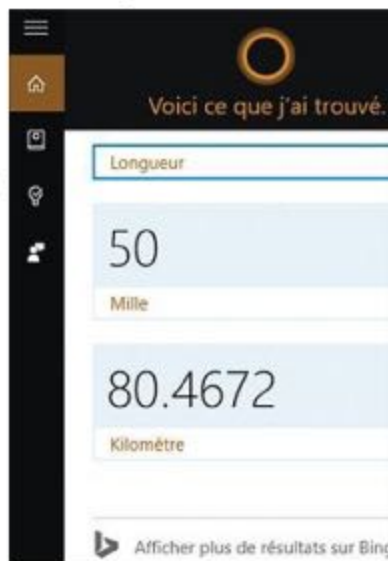 Voici ce que j'ai trouvé.
Longueur
50
Mille
80.4672
Kilomètre
Afficher plus de résultats sur Bing